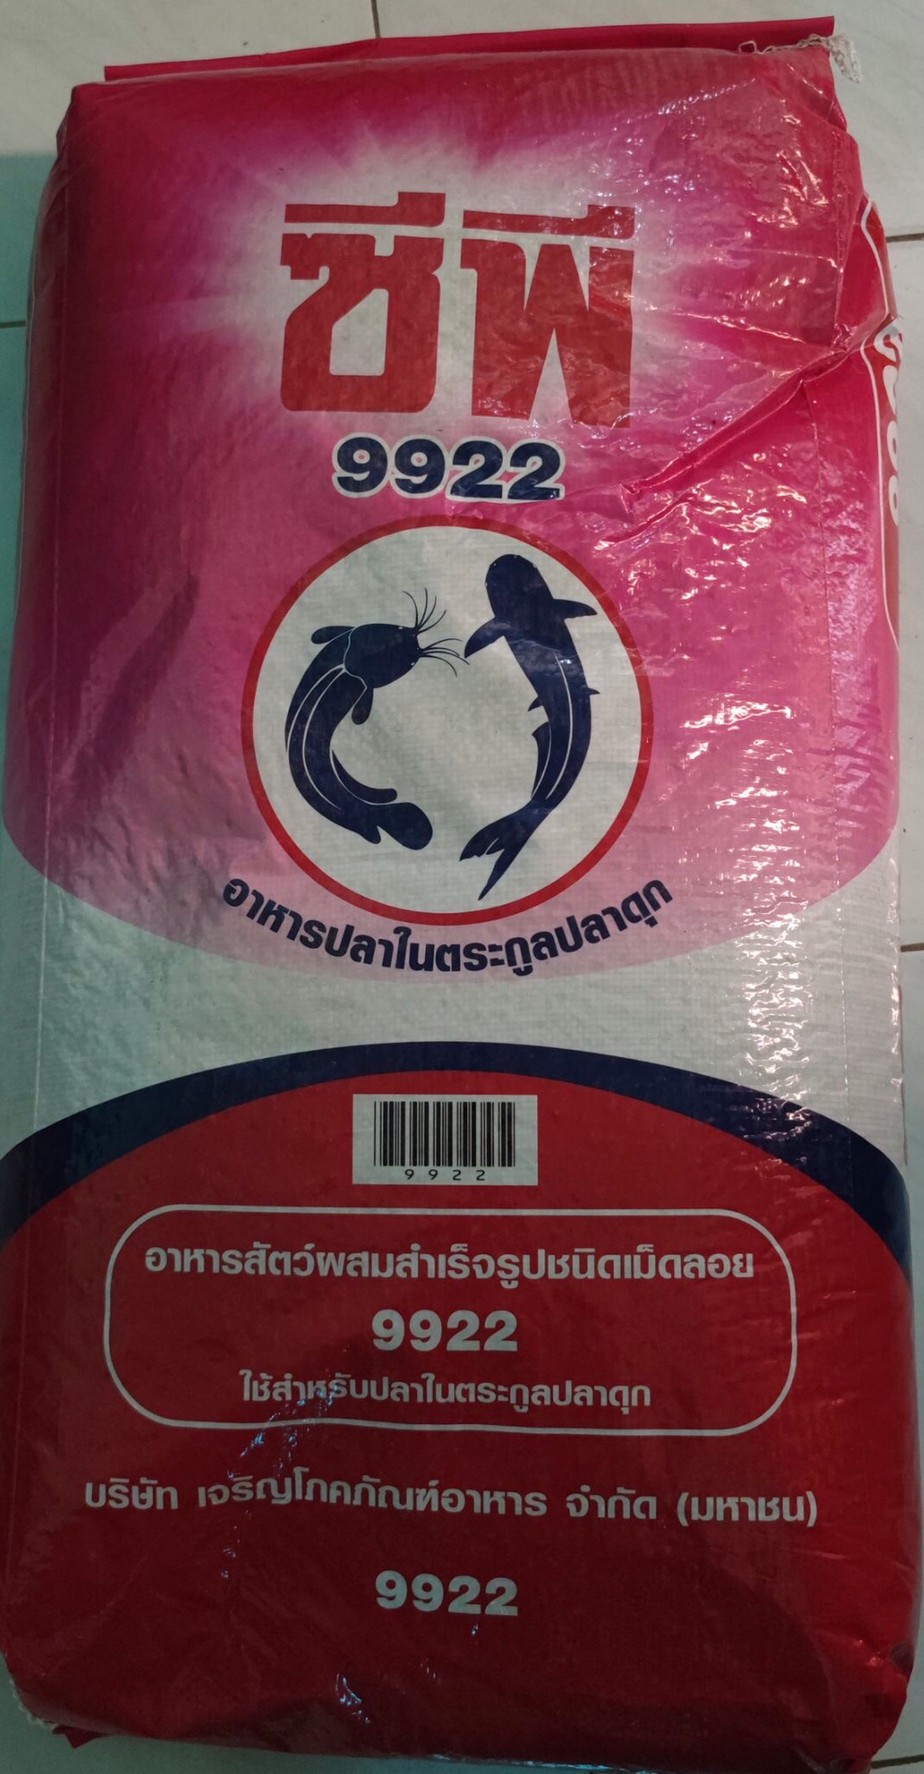 ซีพี
9922
อาหารปลาในตระกูลปลาดุก
9922
อาหารสัตว์ผสมสำเร็จรูปชนิดเม็ดลอย
9922
ใช้สำหรับปลาในตระกูลปลาดุก
บริษัท เจริญโภคภัณฑ์อาหาร จำกัด (มหาชน)
9922